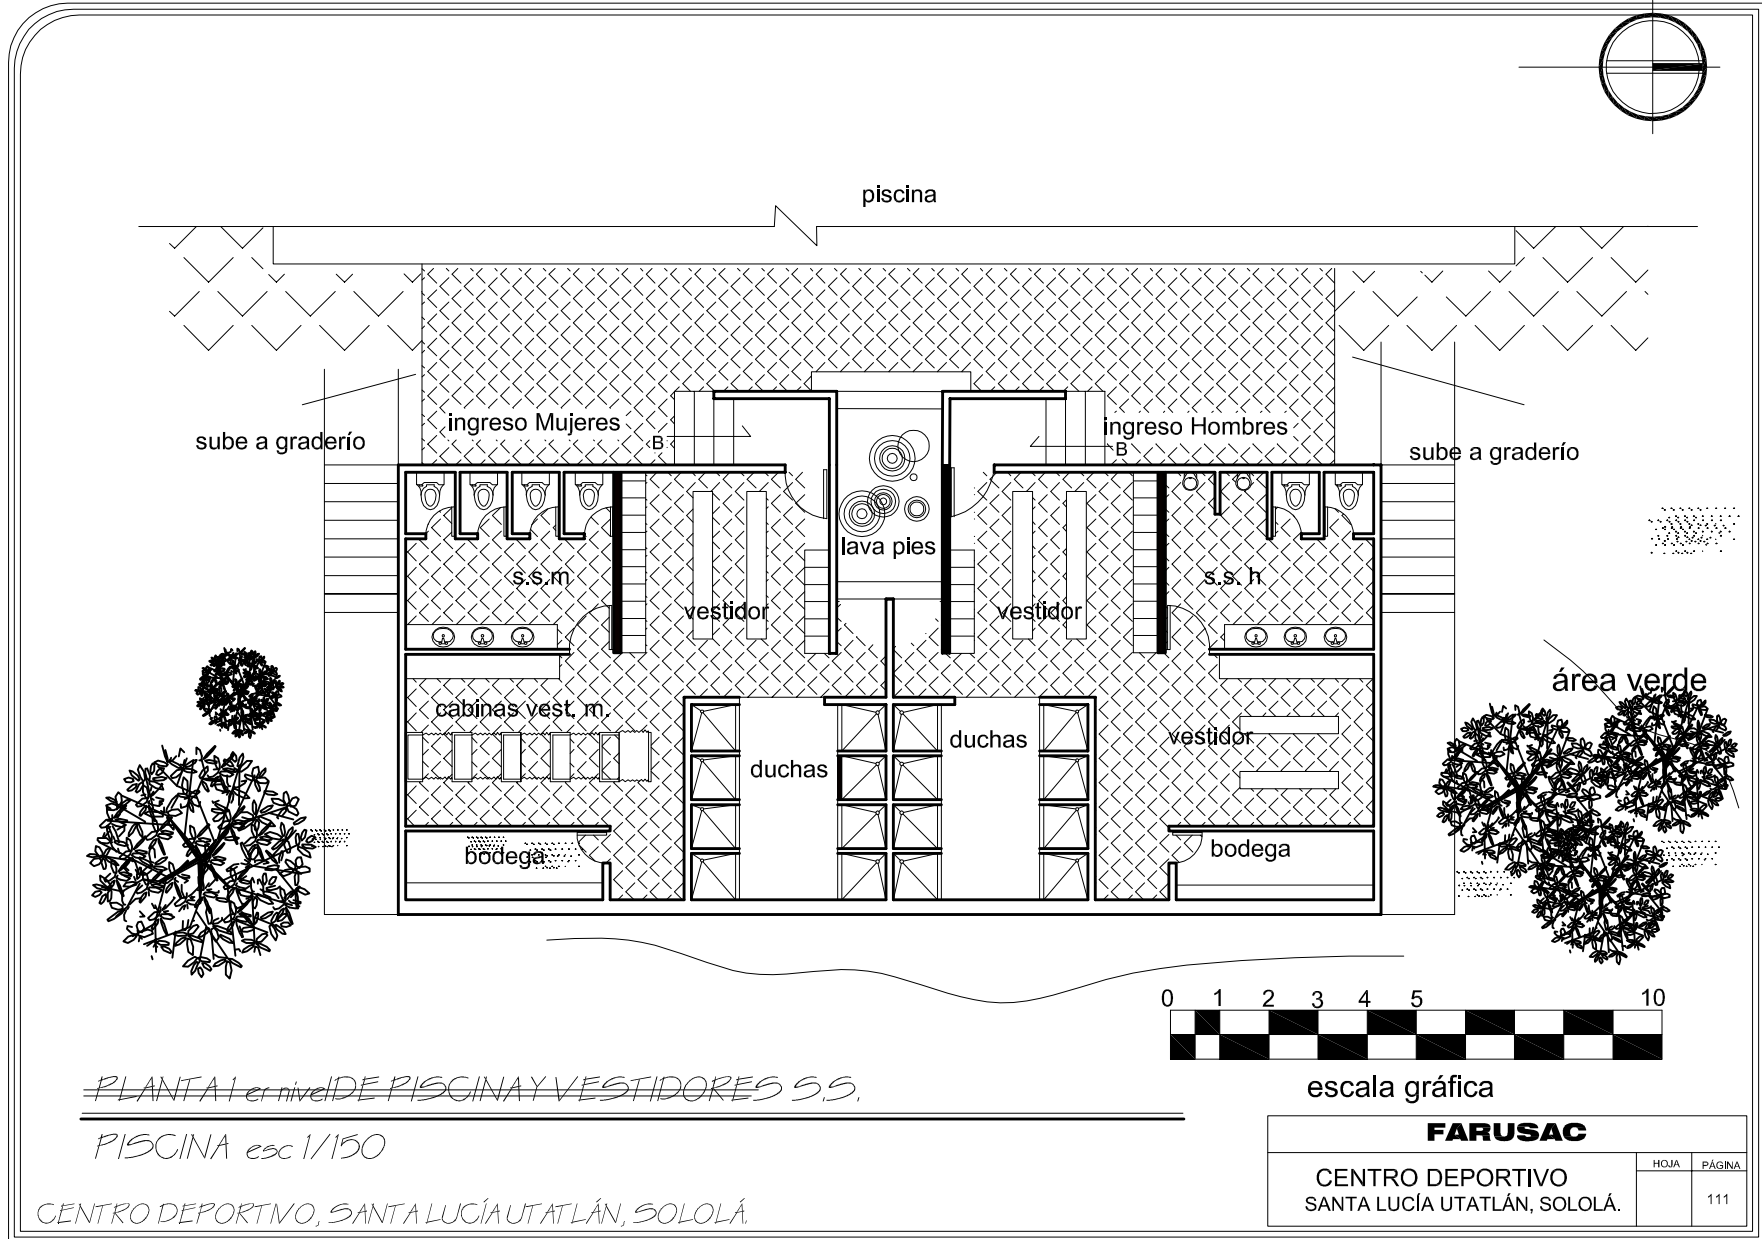 piscina
ingreso Mujeres
ingreso Hombres
B
B
sube a graderío
sube a graderío
lava pies
s.s.m
s.s. h
vestidor
vestidor
área verde
cabinas vest. m.
vestidor
duchas
duchas
bodega
bodega
0 1 2 3 4 5 10
escala gráfica
PLANTA 1 er nivel DE PISCINA Y VESTIDORES S.S.
PISCINA esc 1/150
CENTRO DEPORTIVO, SANTA LUCÍA UTATLÁN, SOLOLÁ.
FARUSAC
CENTRO DEPORTIVO
SANTA LUCÍA UTATLÁN, SOLOLÁ.
HOJA
PÁGINA
111